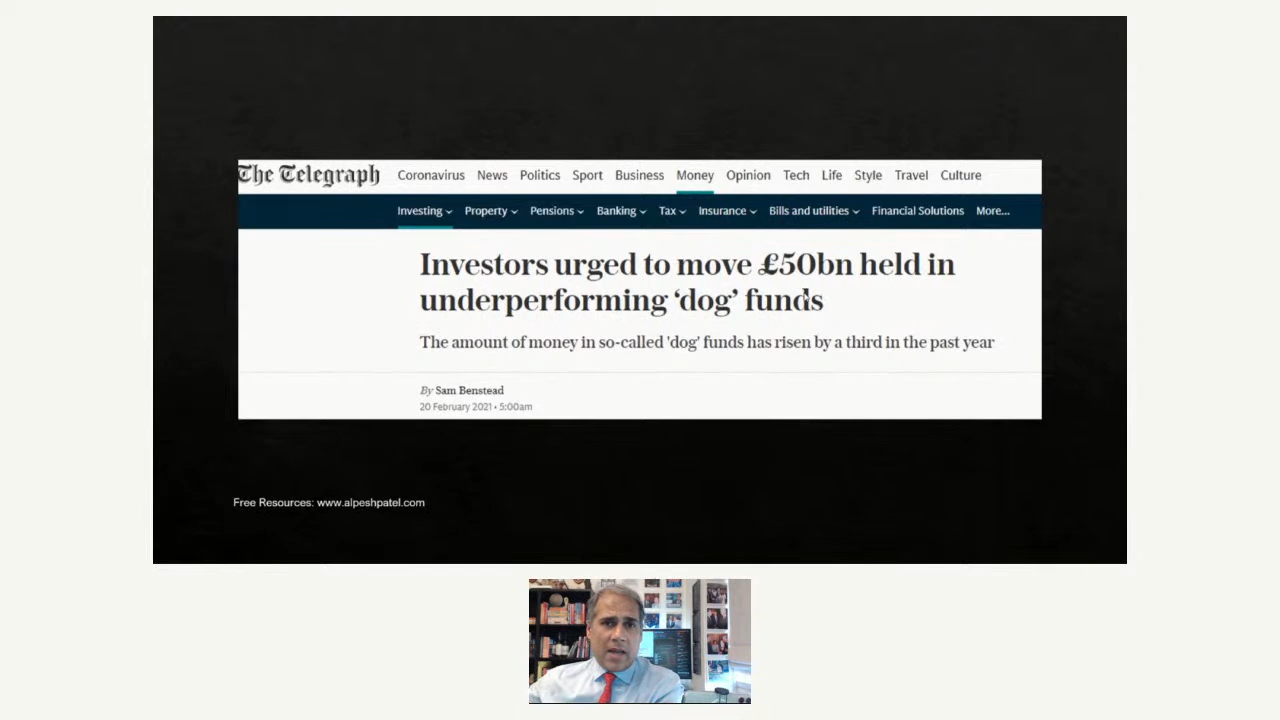 The Telegraph
Coronavirus News Politics Sport Business Money Opinion Tech Life Style Travel Culture
Investing Property Pensions Banking Tax Insurance Bills and utilities Financial Solutions More...
Investors urged to move £50bn held in
underperforming ‘dog’ funds
The amount of money in so-called 'dog' funds has risen by a third in the past year
By Sam Benstead
20 February 2021 • 5:00am
Free Resources: www.alpeshpatel.com